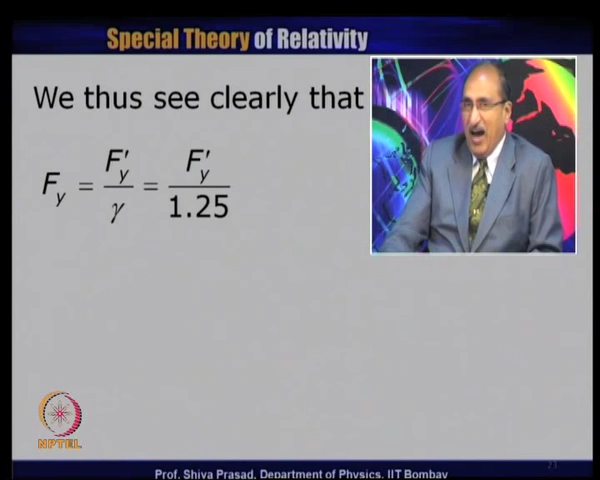 Special Theory of Relativity
We thus see clearly that
F_y = F′_y / γ = F′_y / 1.25
NPTEL
23
Prof. Shiva Prasad, Department of Physics, IIT Bombay